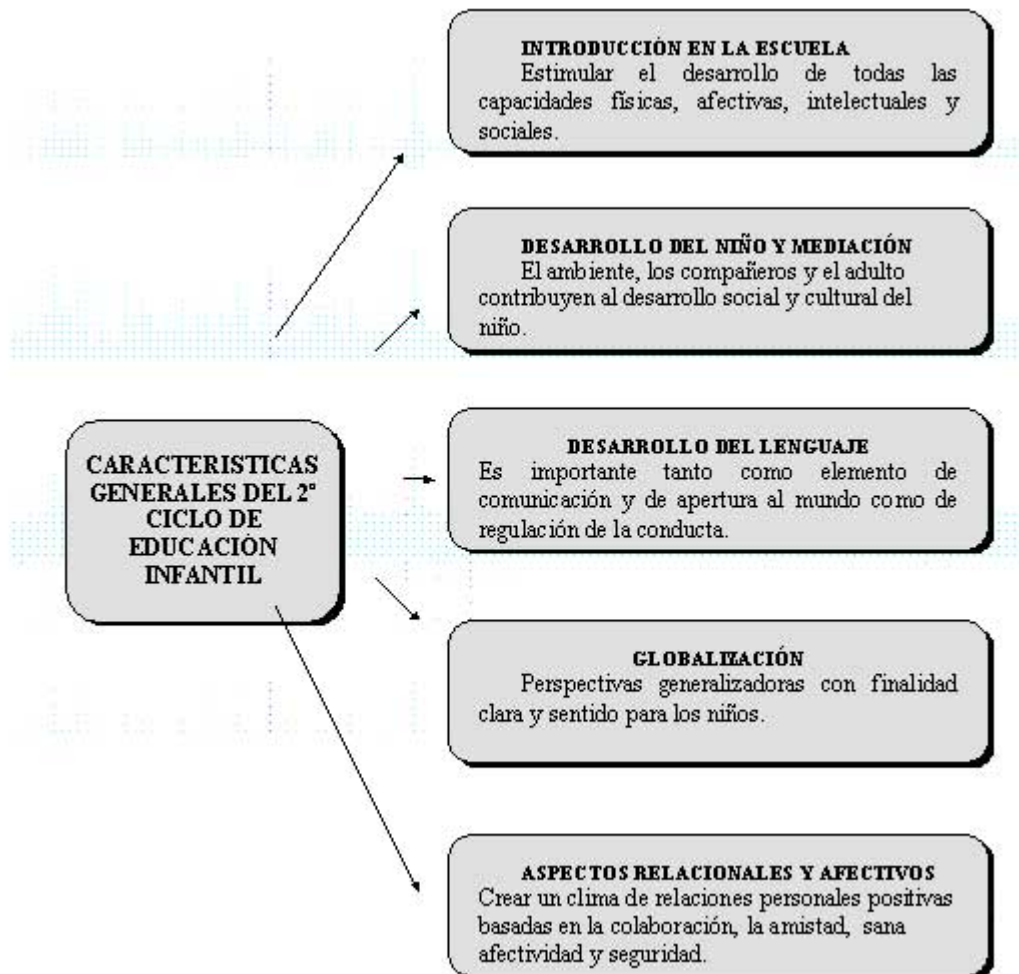 INTRODUCCIÓN EN LA ESCUELA
Estimular el desarrollo de todas las
capacidades físicas, afectivas, intelectuales y
sociales.
DESARROLLO DEL NIÑO Y MEDIACIÓN
El ambiente, los compañeros y el adulto
contribuyen al desarrollo social y cultural del
niño.
CARACTERISTICAS
GENERALES DEL 2º
CICLO DE
EDUCACIÓN
INFANTIL
DESARROLLO DEL LENGUAJE
Es importante tanto como elemento de
comunicación y de apertura al mundo como de
regulación de la conducta.
GLOBALIZACIÓN
Perspectivas generalizadoras con finalidad
clara y sentido para los niños.
ASPECTOS RELACIONALES Y AFECTIVOS
Crear un clima de relaciones personales positivas
basadas en la colaboración, la amistad, sana
afectividad y seguridad.